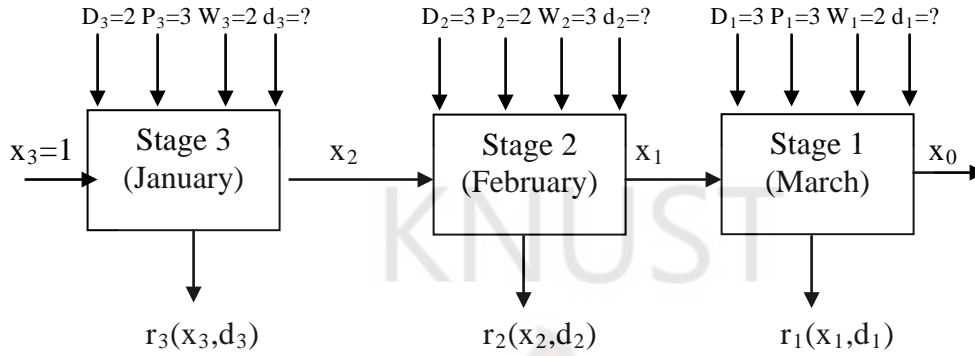 D₃=2 P₃=3 W₃=2 d₃=? D₂=3 P₂=2 W₂=3 d₂=? D₁=3 P₁=3 W₁=2 d₁=?
x₃=1 Stage 3 (January) x₂ Stage 2 (February) x₁ Stage 1 (March) x₀
KNUST
r₃(x₃,d₃) r₂(x₂,d₂) r₁(x₁,d₁)